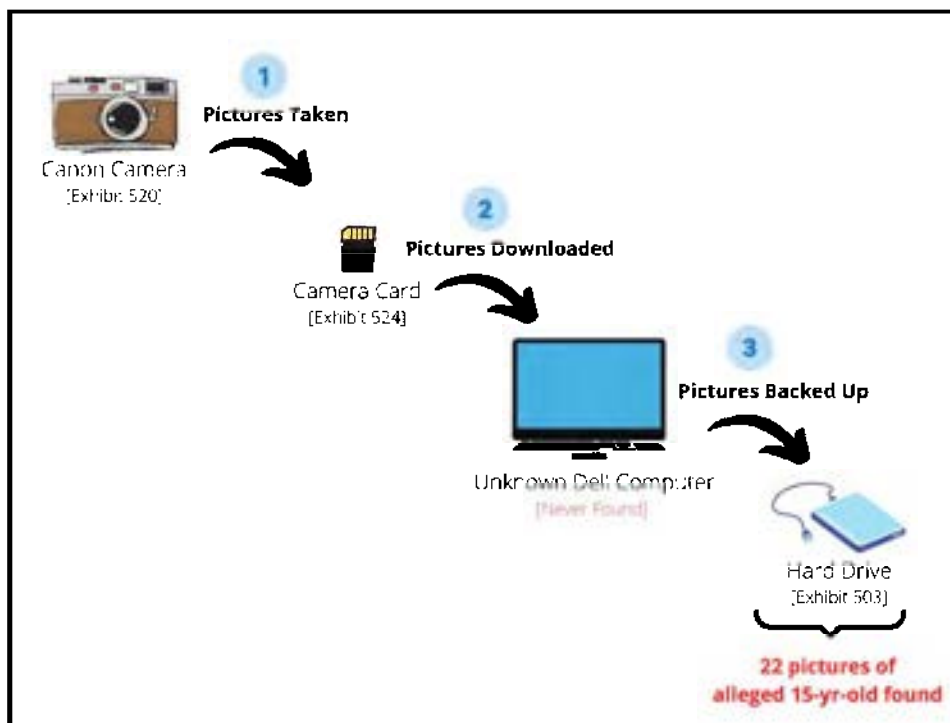 1
Pictures Taken
Canon Camera
[Exhibit 520]
2
Pictures Downloaded
Camera Card
[Exhibit 524]
3
Pictures Backed Up
Unknown Dell Computer
[Never Found]
Hard Drive
[Exhibit 503]
22 pictures of
alleged 15-yr-old found